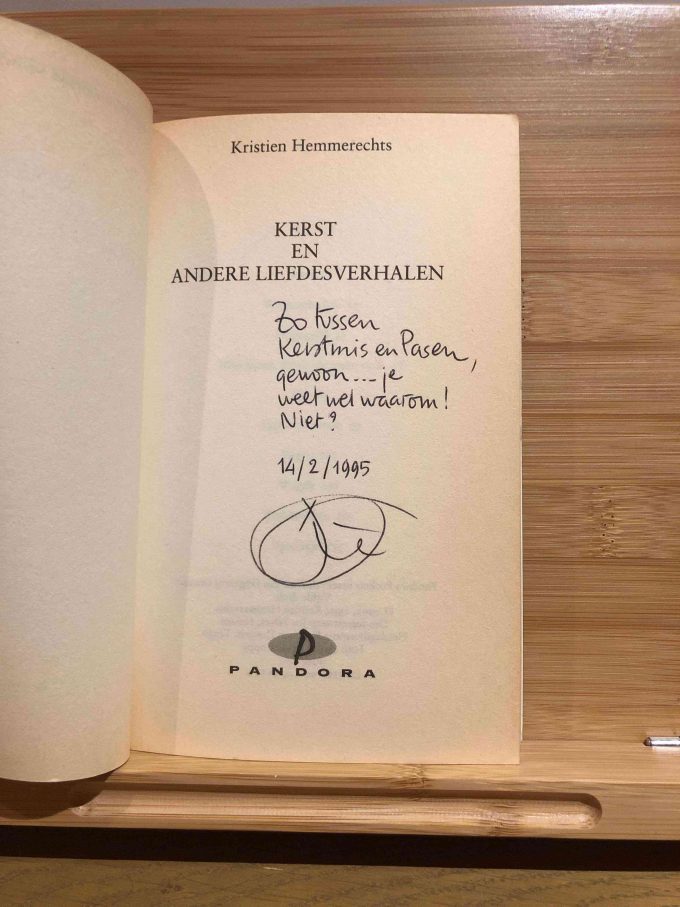 Kristien Hemmerechts
KERST
EN
ANDERE LIEFDESVERHALEN
Zo tussen
Kerstmis en Pasen,
gewoon... je
weet wel waarom!
Niet?
14/2/1995
P
PANDORA